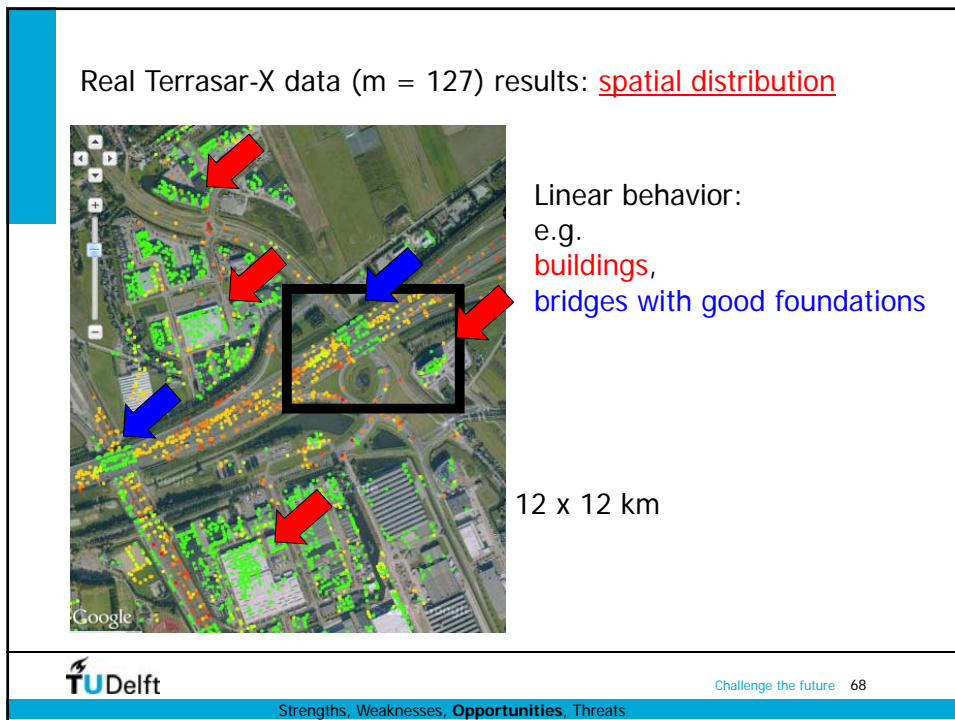 Real Terrasar-X data (m = 127) results: spatial distribution
Linear behavior:
e.g.
buildings,
bridges with good foundations
12 x 12 km
Google
TUDelft
Challenge the future 68
Strengths, Weaknesses, Opportunities, Threats